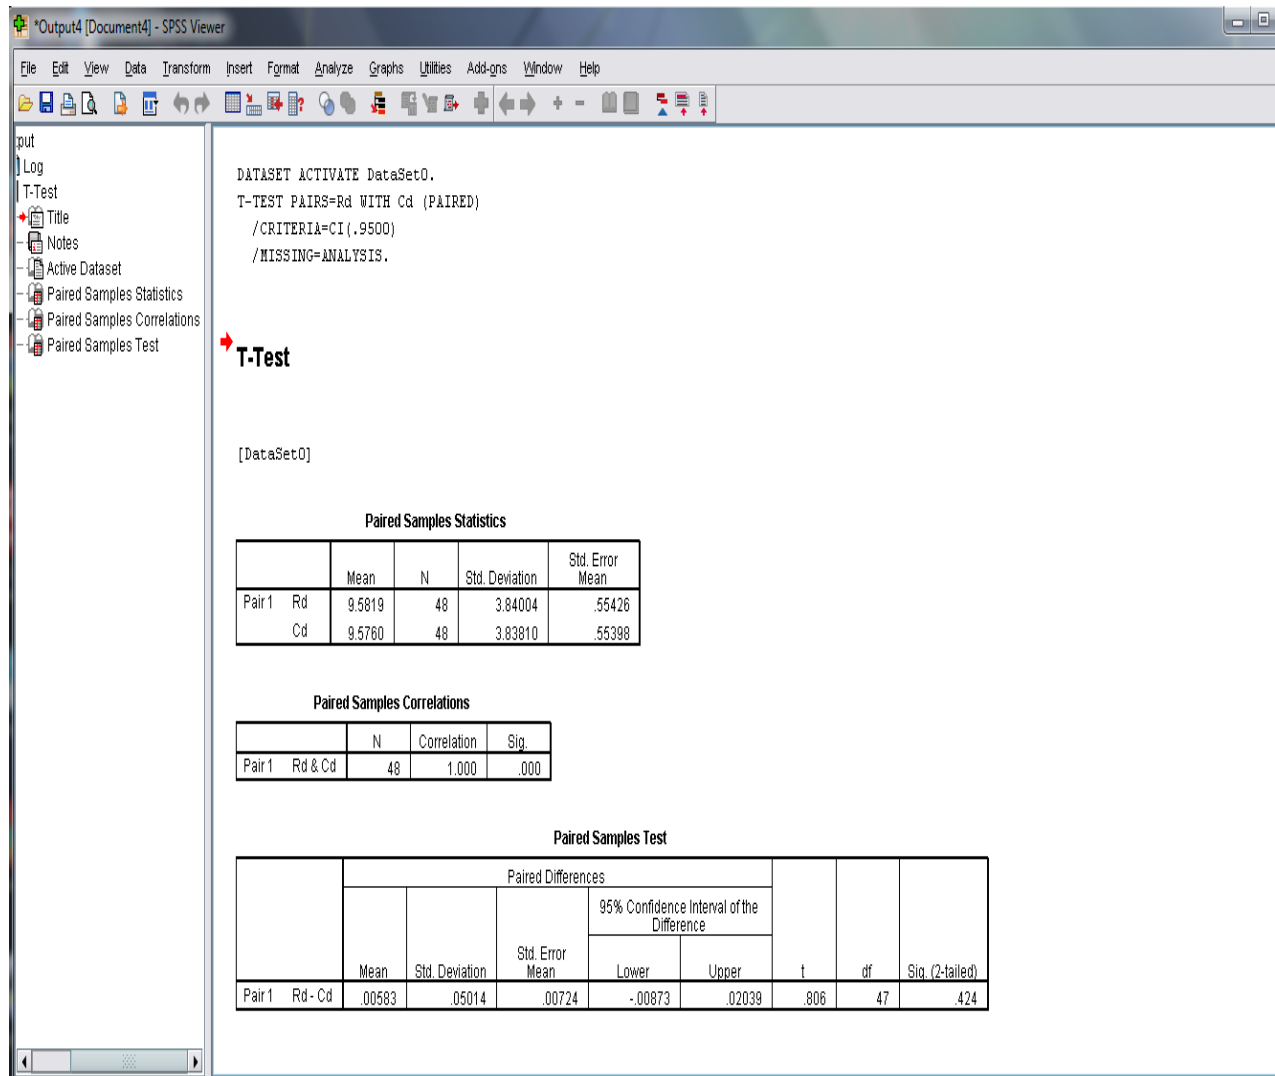 *Output4 [Document4] - SPSS Viewer
File Edit View Data Transform Insert Format Analyze Graphs Utilities Add-ons Window Help
put
Log
T-Test
Title
Notes
Active Dataset
Paired Samples Statistics
Paired Samples Correlations
Paired Samples Test
DATASET ACTIVATE DataSet0.
T-TEST PAIRS=Rd WITH Cd (PAIRED)
/CRITERIA=CI(.9500)
/MISSING=ANALYSIS.
T-Test
[DataSet0]
Paired Samples Statistics
Mean N Std. Deviation Std. Error Mean
Pair 1 Rd 9.5819 48 3.84004 .55426
Cd 9.5760 48 3.83810 .55398
Paired Samples Correlations
N Correlation Sig.
Pair 1 Rd & Cd 48 1.000 .000
Paired Samples Test
Paired Differences
95% Confidence Interval of the Difference
Mean Std. Deviation Std. Error Mean Lower Upper t df Sig. (2-tailed)
Pair 1 Rd - Cd .00583 .05014 .00724 -.00873 .02039 .806 47 .424